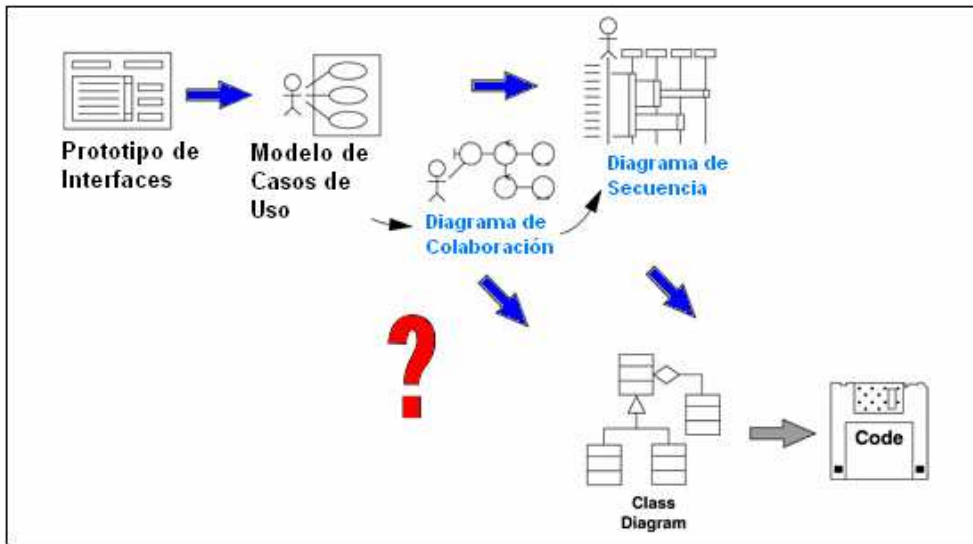 Prototipo de
Interfaces
Modelo de
Casos de
Uso
Diagrama de
Colaboración
Diagrama de
Secuencia
?
Class
Diagram
Code